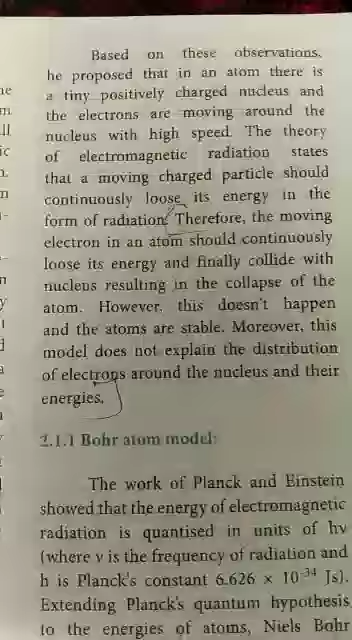 Based on these observations,
he proposed that in an atom there is
a tiny positively charged nucleus and
the electrons are moving around the
nucleus with high speed. The theory
of electromagnetic radiation states
that a moving charged particle should
continuously loose its energy in the
form of radiation. Therefore, the moving
electron in an atom should continuously
loose its energy and finally collide with
nucleus resulting in the collapse of the
atom. However, this doesn't happen
and the atoms are stable. Moreover, this
model does not explain the distribution
of electrons around the nucleus and their
energies.
2.1.1 Bohr atom model:
The work of Planck and Einstein
showed that the energy of electromagnetic
radiation is quantised in units of hν
(where ν is the frequency of radiation and
h is Planck's constant 6.626 × 10⁻³⁴ Js).
Extending Planck's quantum hypothesis
to the energies of atoms, Niels Bohr